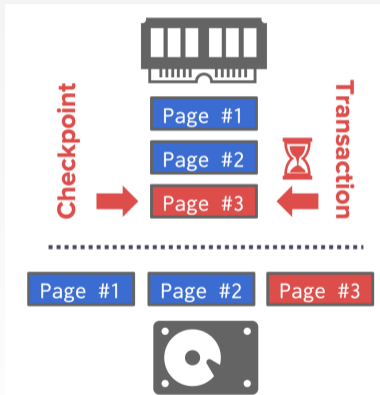 Checkpoint
Transaction
Page #1
Page #2
Page #3
Page #1
Page #2
Page #3